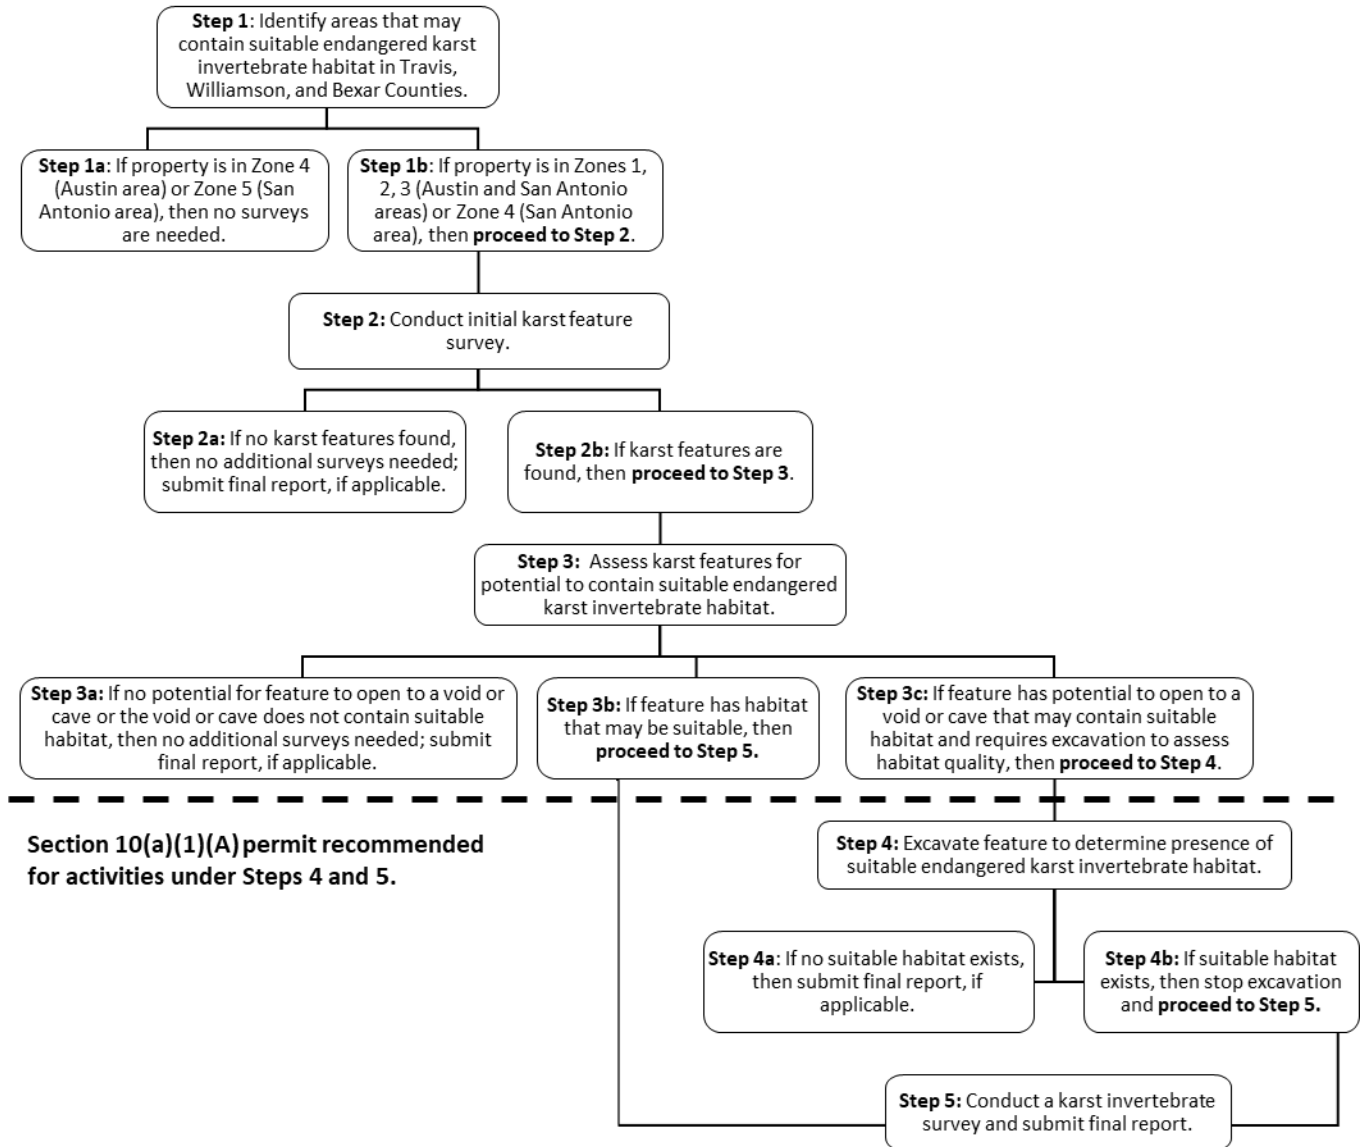 Step 1: Identify areas that may
contain suitable endangered karst
invertebrate habitat in Travis,
Williamson, and Bexar Counties.
Step 1a: If property is in Zone 4
(Austin area) or Zone 5 (San
Antonio area), then no surveys
are needed.
Step 1b: If property is in Zones 1,
2, 3 (Austin and San Antonio
areas) or Zone 4 (San Antonio
area), then proceed to Step 2.
Step 2: Conduct initial karst feature
survey.
Step 2a: If no karst features found,
then no additional surveys needed;
submit final report, if applicable.
Step 2b: If karst features are
found, then proceed to Step 3.
Step 3: Assess karst features for
potential to contain suitable endangered
karst invertebrate habitat.
Step 3a: If no potential for feature to open to a void or
cave or the void or cave does not contain suitable
habitat, then no additional surveys needed; submit
final report, if applicable.
Step 3b: If feature has habitat
that may be suitable, then
proceed to Step 5.
Step 3c: If feature has potential to open to a
void or cave that may contain suitable
habitat and requires excavation to assess
habitat quality, then proceed to Step 4.
Section 10(a)(1)(A) permit recommended
for activities under Steps 4 and 5.
Step 4: Excavate feature to determine presence of
suitable endangered karst invertebrate habitat.
Step 4a: If no suitable habitat exists,
then submit final report, if
applicable.
Step 4b: If suitable habitat
exists, then stop excavation
and proceed to Step 5.
Step 5: Conduct a karst invertebrate
survey and submit final report.